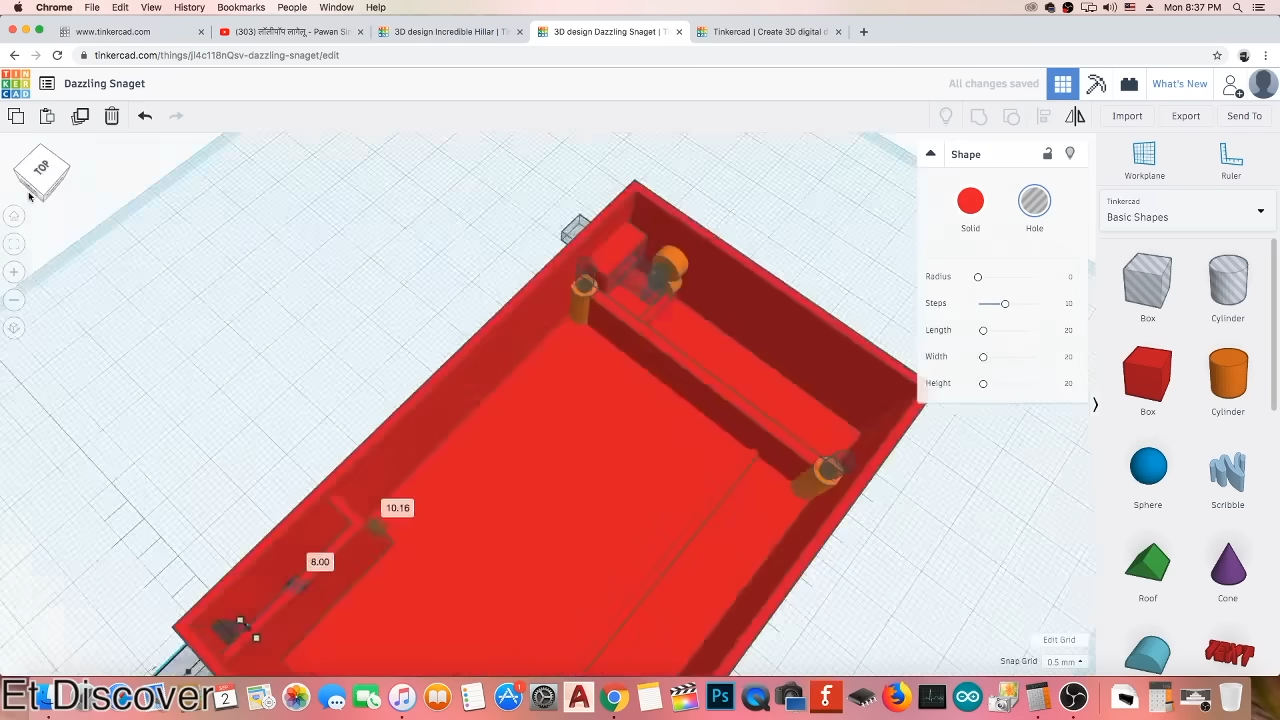 Chrome File Edit View History Bookmarks People Window Help
Mon 8:37 PM
www.tinkercad.com
3D design Incredible Hillar | Ti
3D design Dazzling Snaget | T
Tinkercad | Create 3D digital d
tinkercad.com/things/jl4c118nQsv-dazzling-snaget/edit
TIN
KER
CAD
Dazzling Snaget
All changes saved
What's New
Import Export Send To
TOP
Shape
Solid Hole
Radius 0
Steps 10
Length 20
Width 20
Height 20
Workplane Ruler
Tinkercad
Basic Shapes
Box Cylinder
Box Cylinder
Sphere Scribble
Roof Cone
TEXT
10.16
8.00
Edit Grid
Snap Grid 0.5 mm
Et Discover